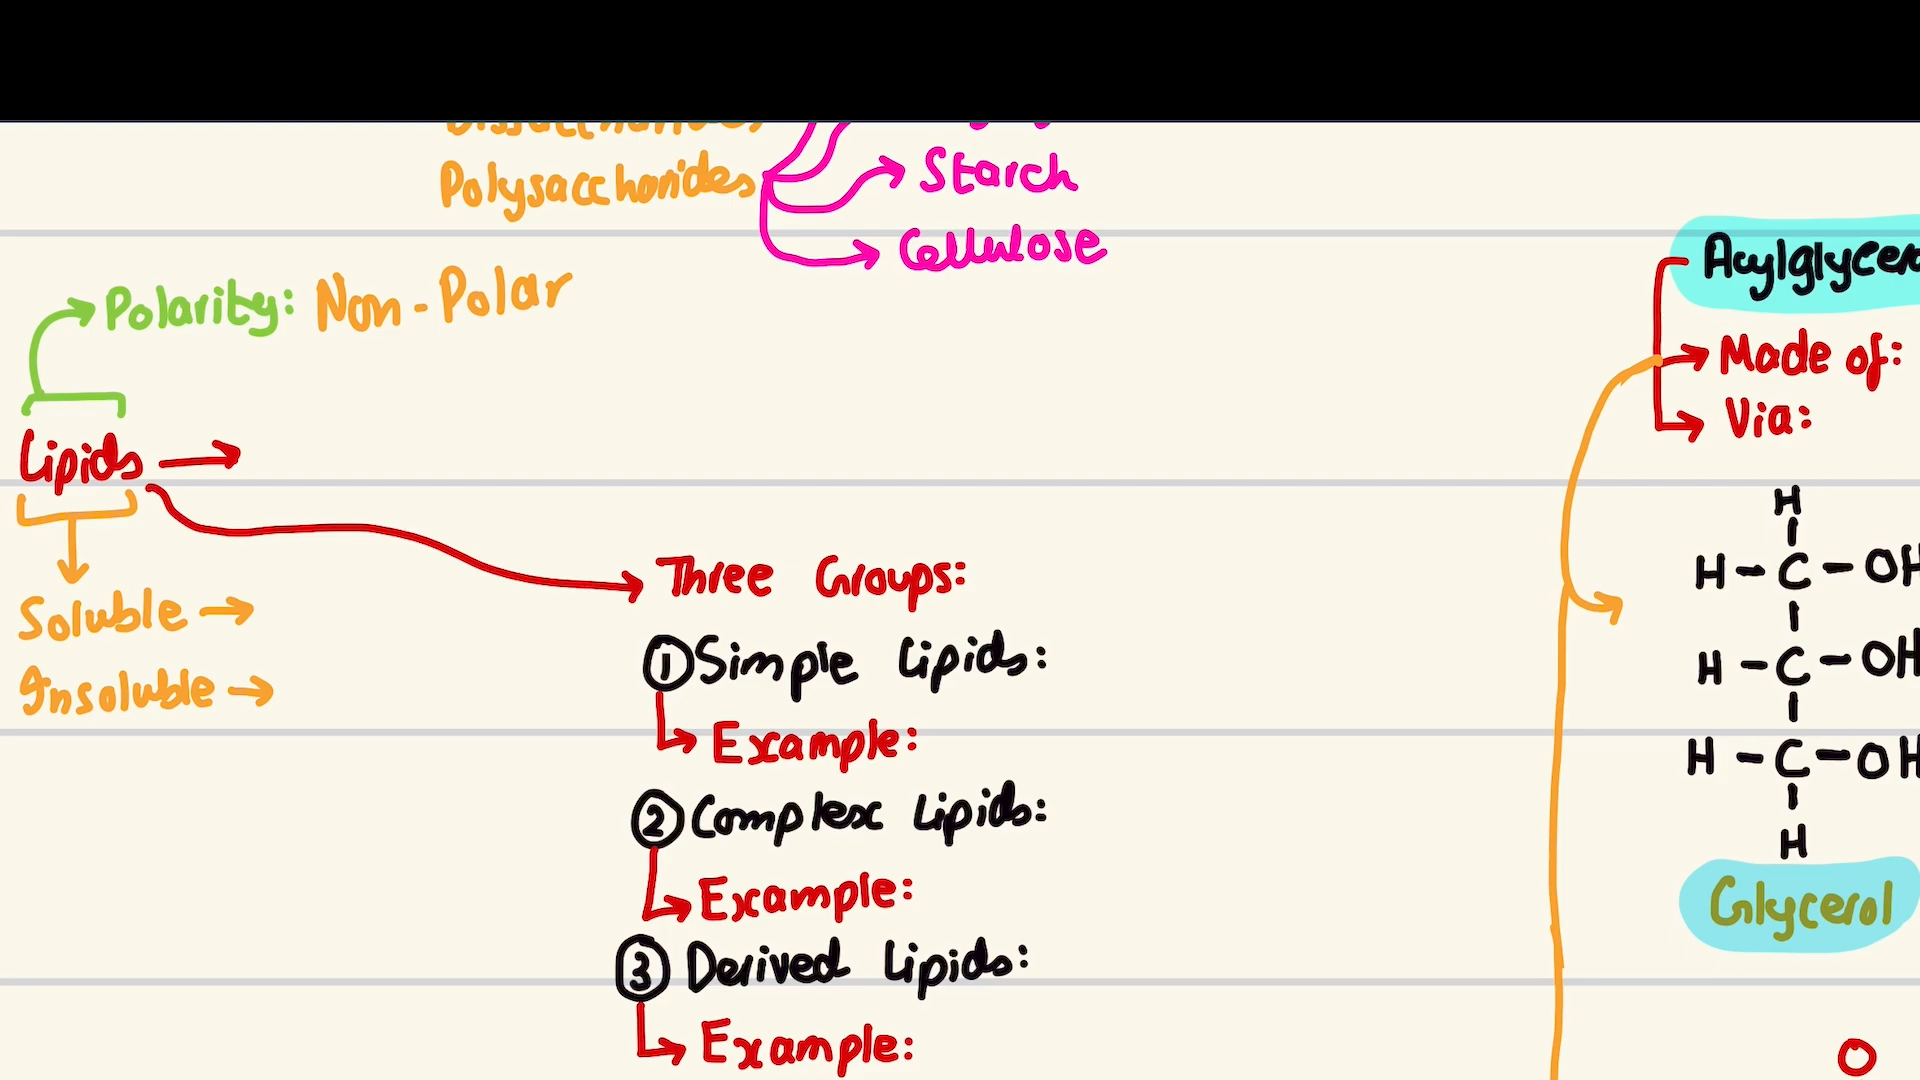 Polysaccharides
Starch
Cellulose
Polarity: Non-Polar
Lipids
Soluble
Insoluble
Three Groups:
① Simple Lipids:
Example:
② Complex Lipids:
Example:
③ Derived Lipids:
Example:
Made of:
Via:
H
H - C - OH
H - C - OH
H - C - OH
H
Glycerol
O